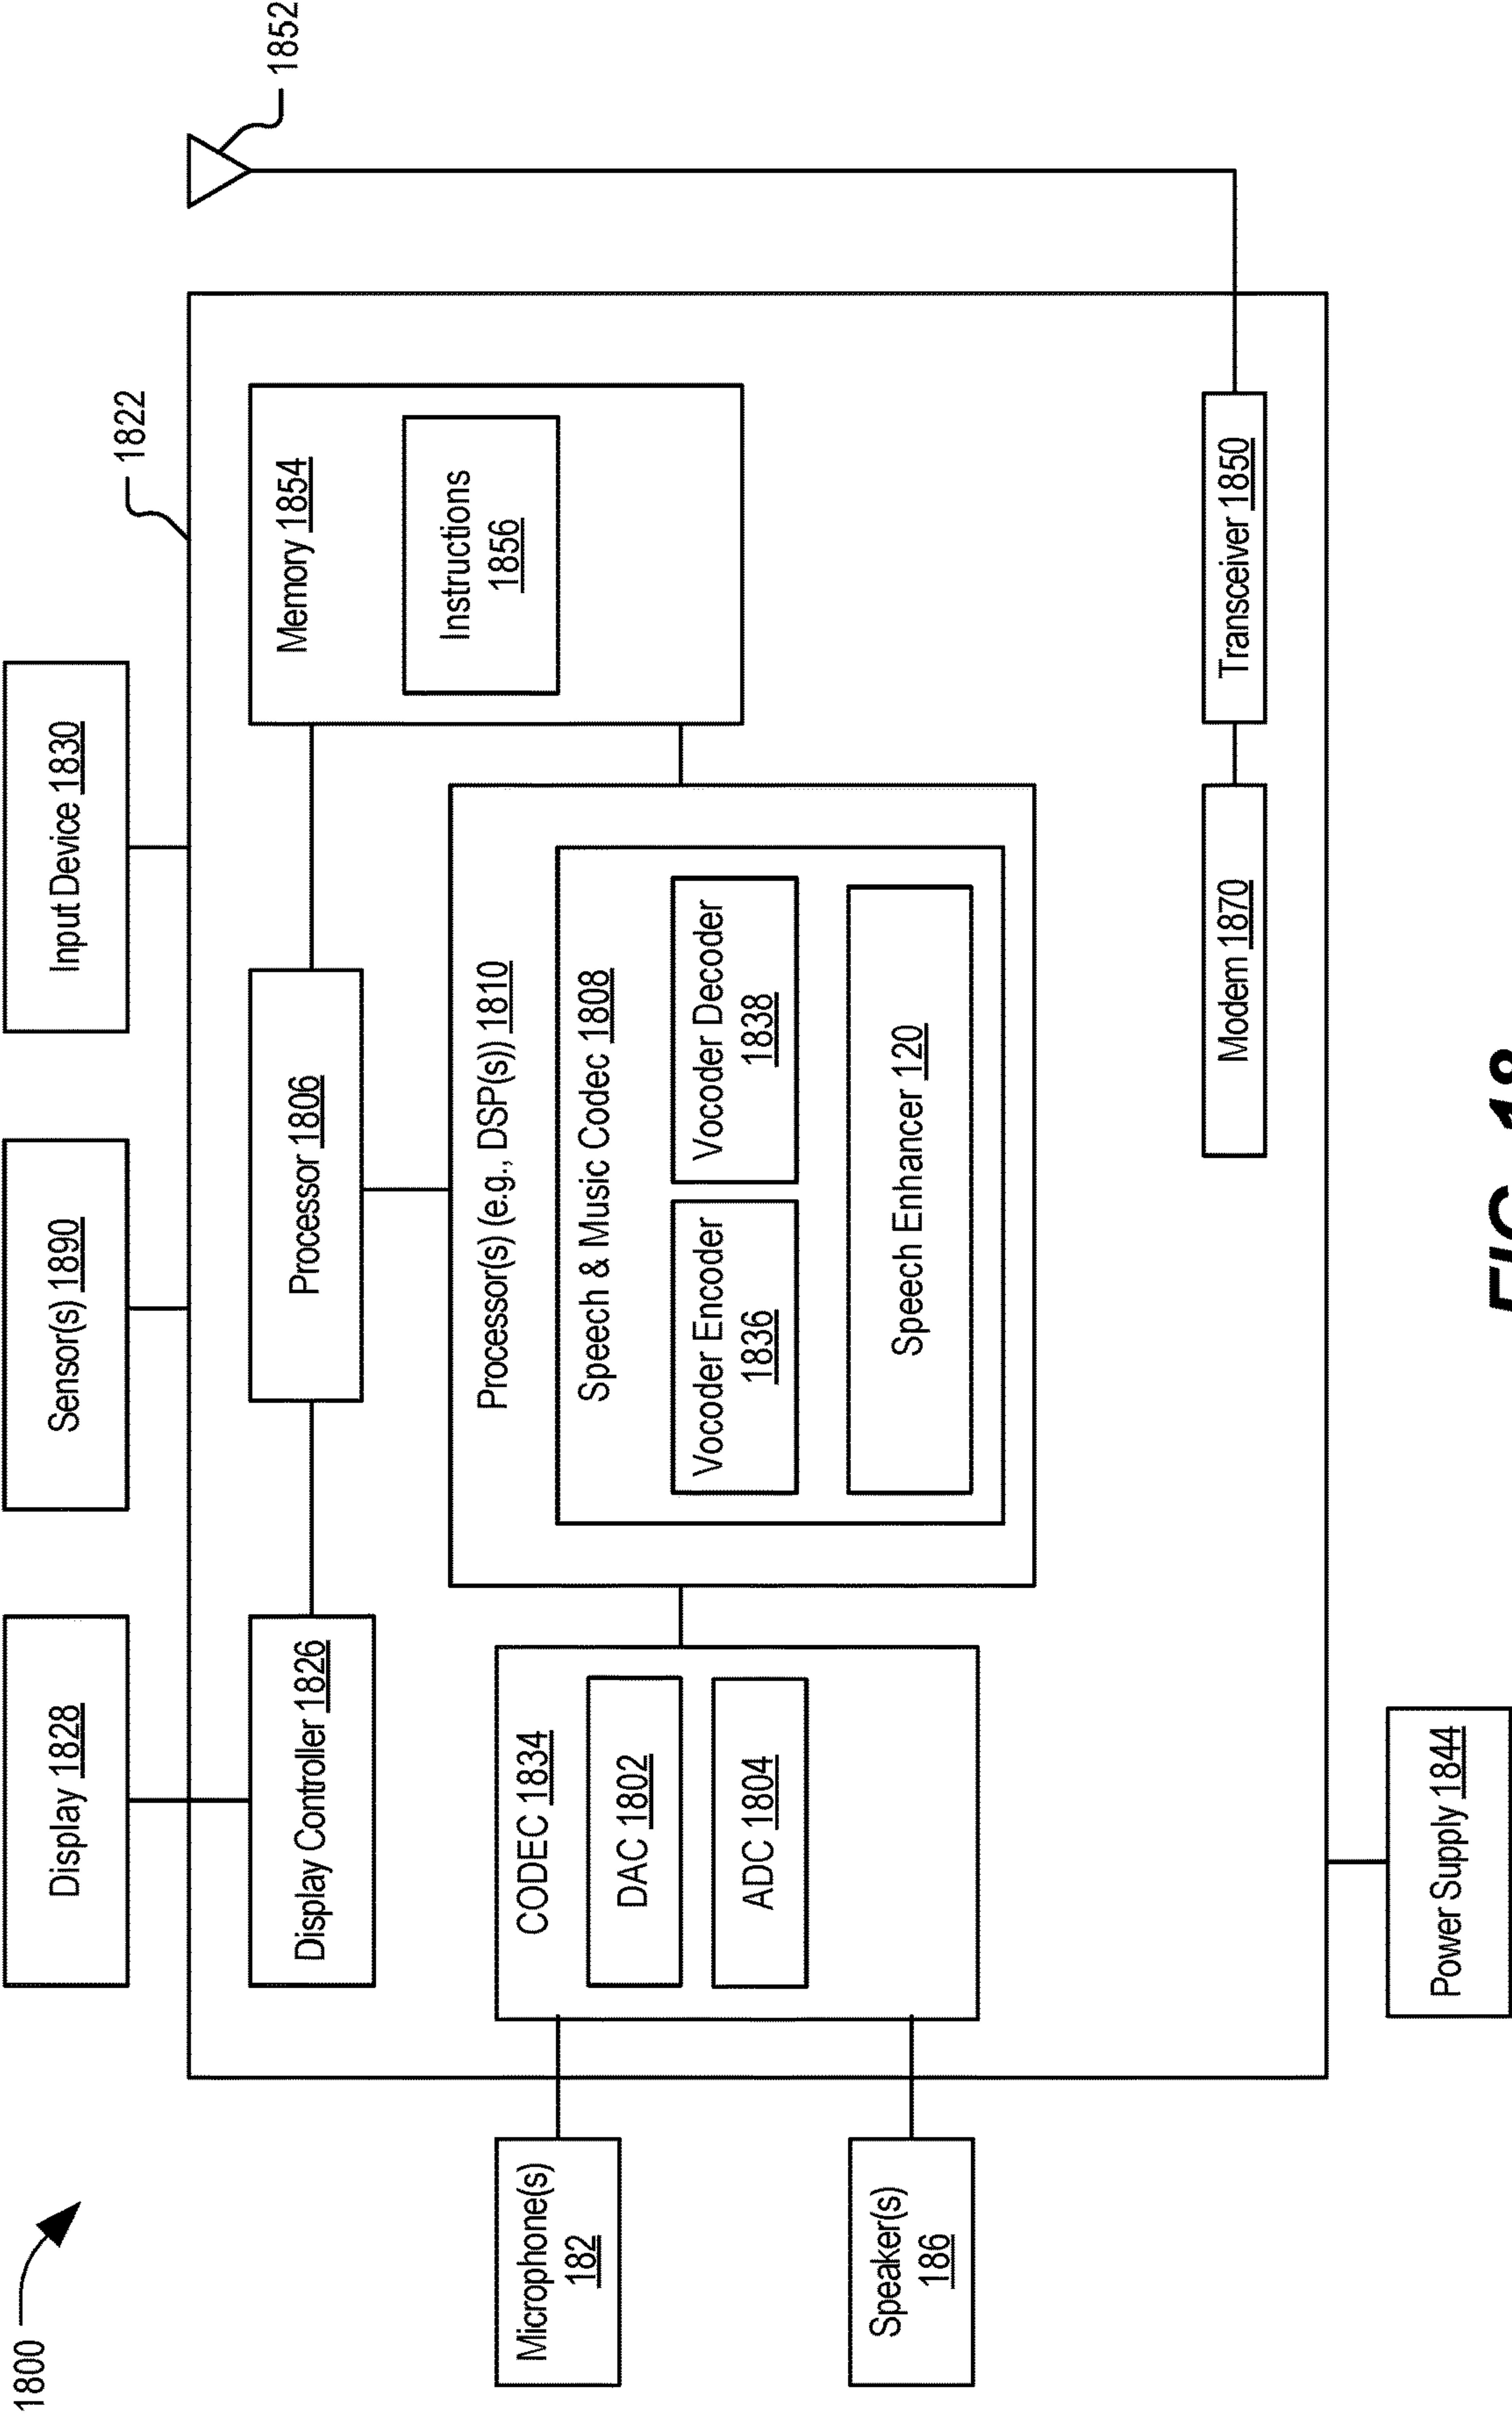 1800
Display 1828
Sensor(s) 1890
Input Device 1830
1822
1852
Display Controller 1826
Processor 1806
Memory 1854
Instructions
1856
Microphone(s)
182
Speaker(s)
186
CODEC 1834
DAC 1802
ADC 1804
Processor(s) (e.g., DSP(s)) 1810
Speech & Music Codec 1808
Vocoder Encoder
1836
Vocoder Decoder
1838
Speech Enhancer 120
Modem 1870
Transceiver 1850
Power Supply 1844
FIG. 18